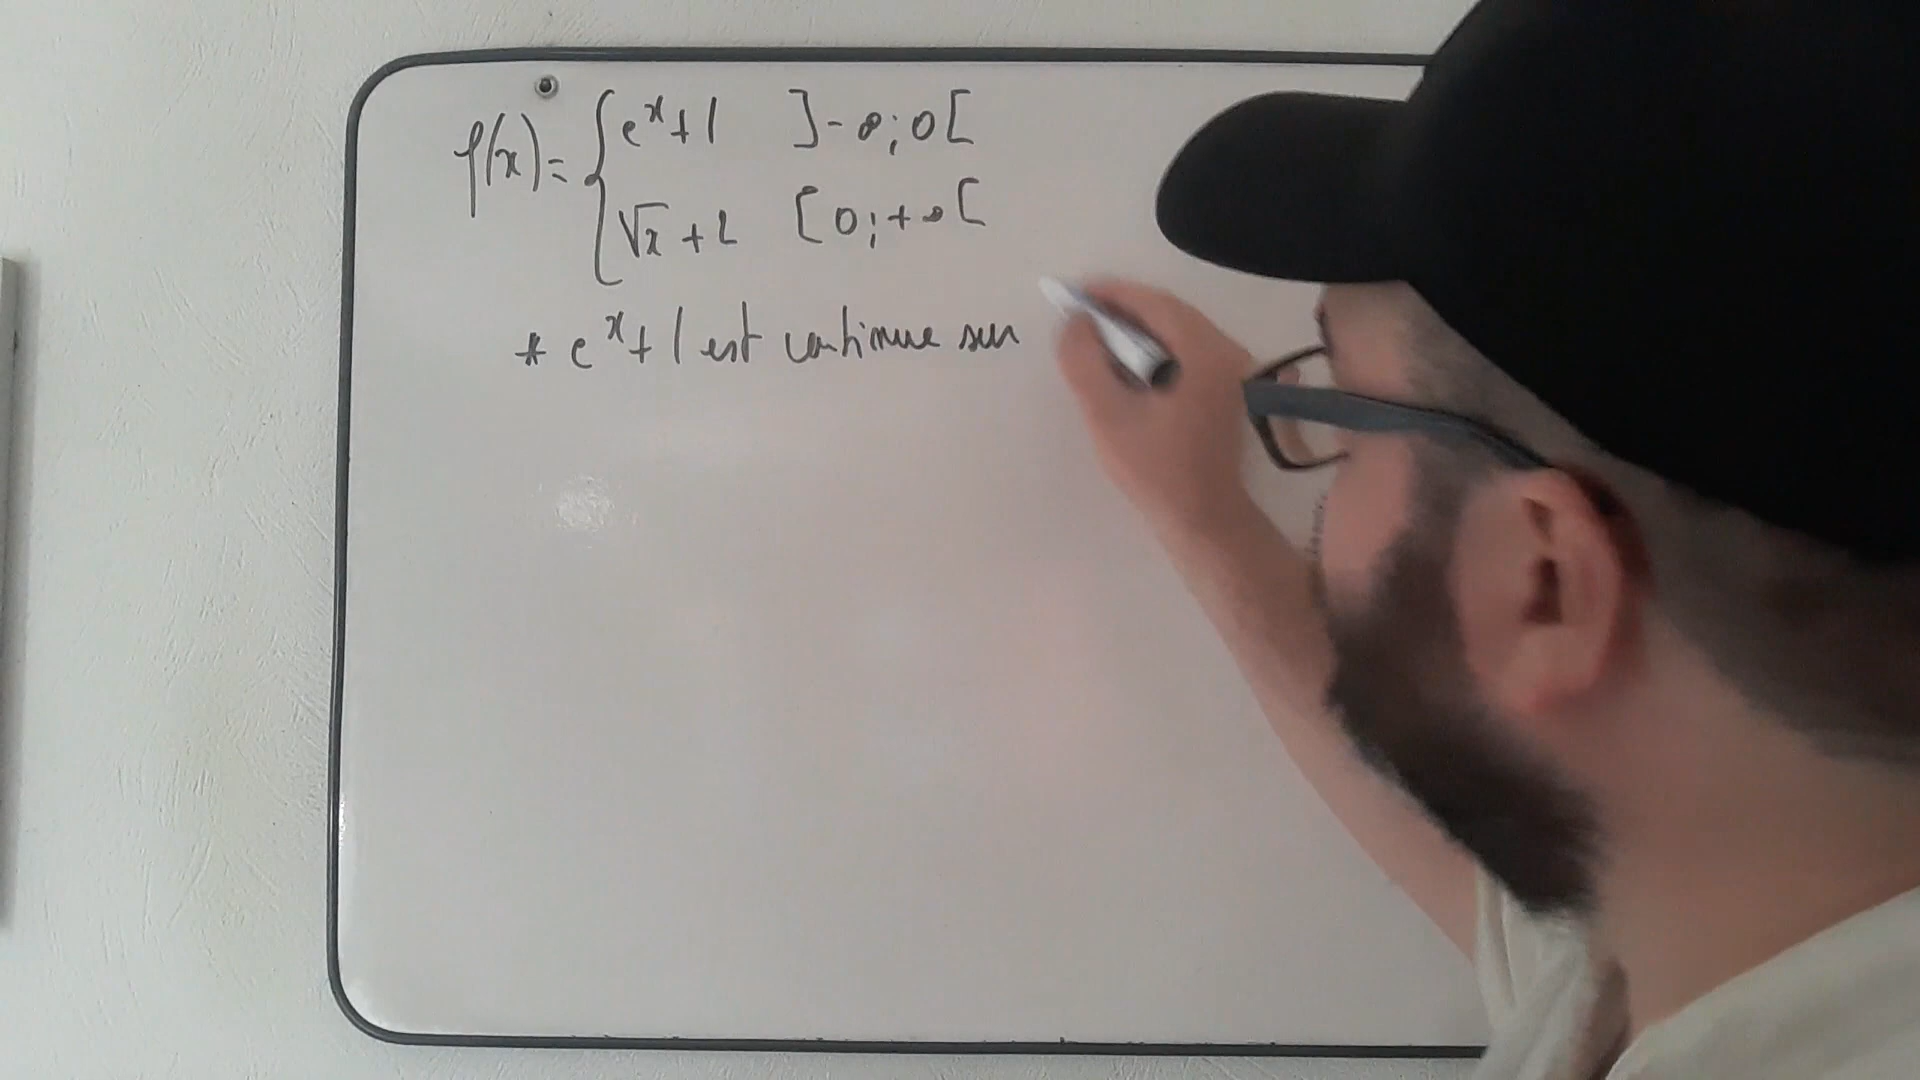 f(x) = { e^x + 1 ]-∞; 0[
√x + 2 [0; +∞[
* e^x + 1 est continue sur